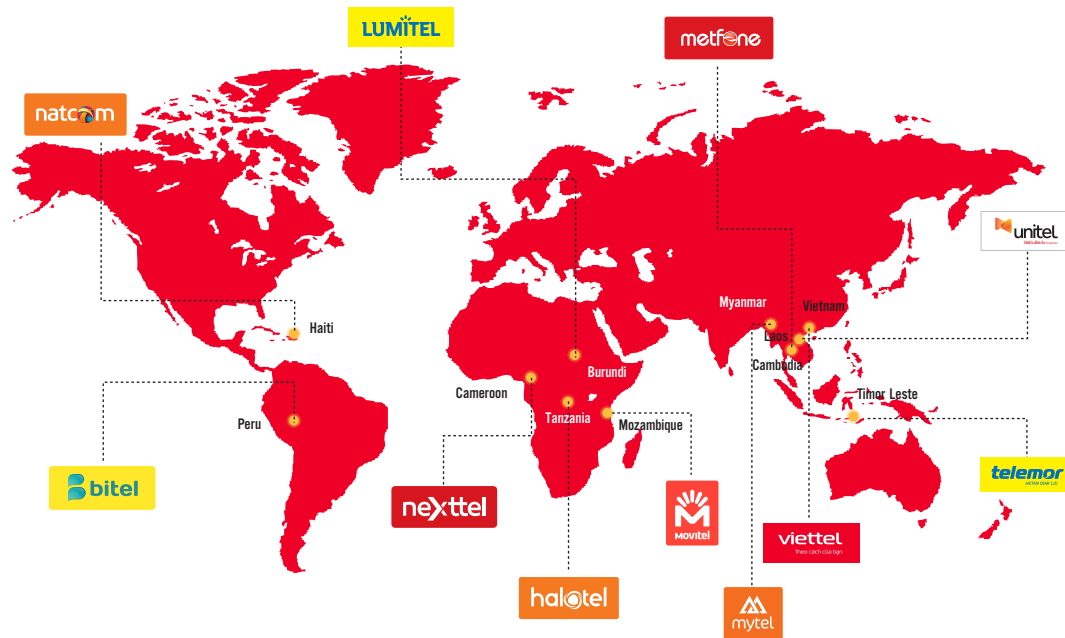 LUMITEL
metfone
natcom
unitel
Myanmar
Vietnam
Haiti
Laos
Cambodia
Burundi
Cameroon
Timor Leste
Peru
Tanzania
Mozambique
bitel
telemor
nexttel
MOVITEL
viettel
Theo cách của bạn
halotel
mytel